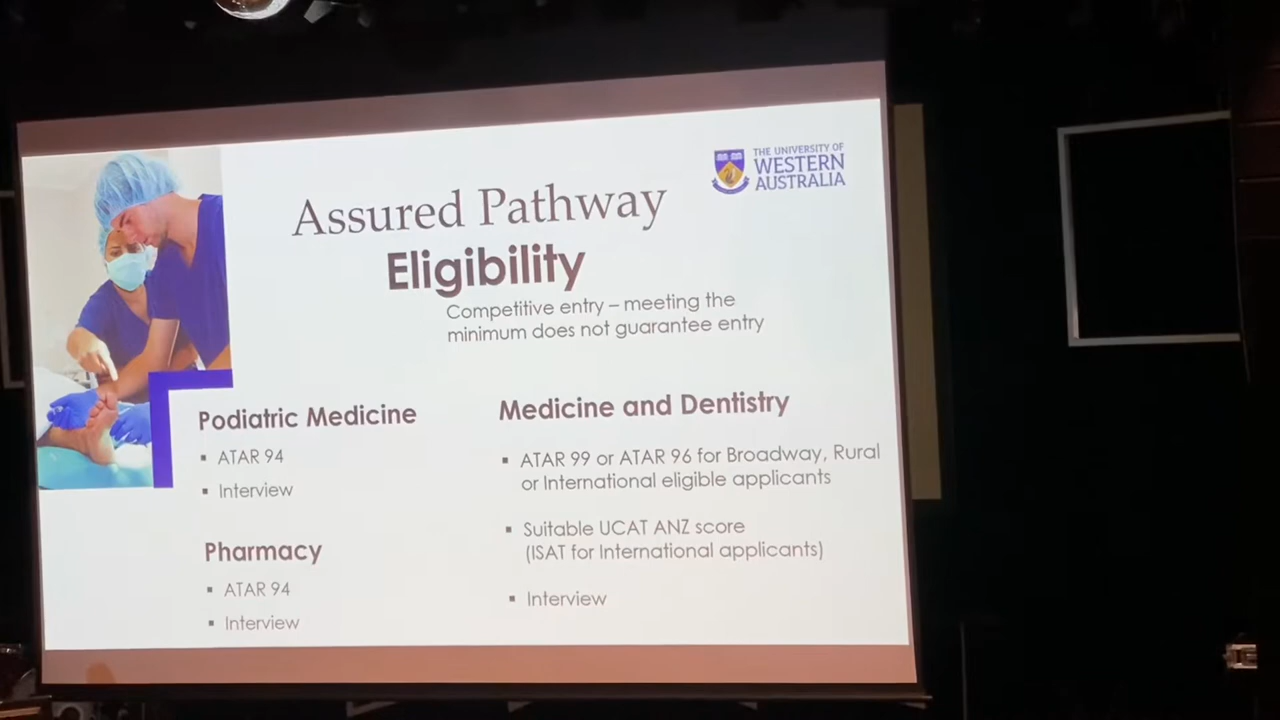 THE UNIVERSITY OF
WESTERN
AUSTRALIA
Assured Pathway
Eligibility
Competitive entry – meeting the
minimum does not guarantee entry
Podiatric Medicine
▪ ATAR 94
▪ Interview
Pharmacy
▪ ATAR 94
▪ Interview
Medicine and Dentistry
▪ ATAR 99 or ATAR 96 for Broadway, Rural
or International eligible applicants
▪ Suitable UCAT ANZ score
(ISAT for International applicants)
▪ Interview